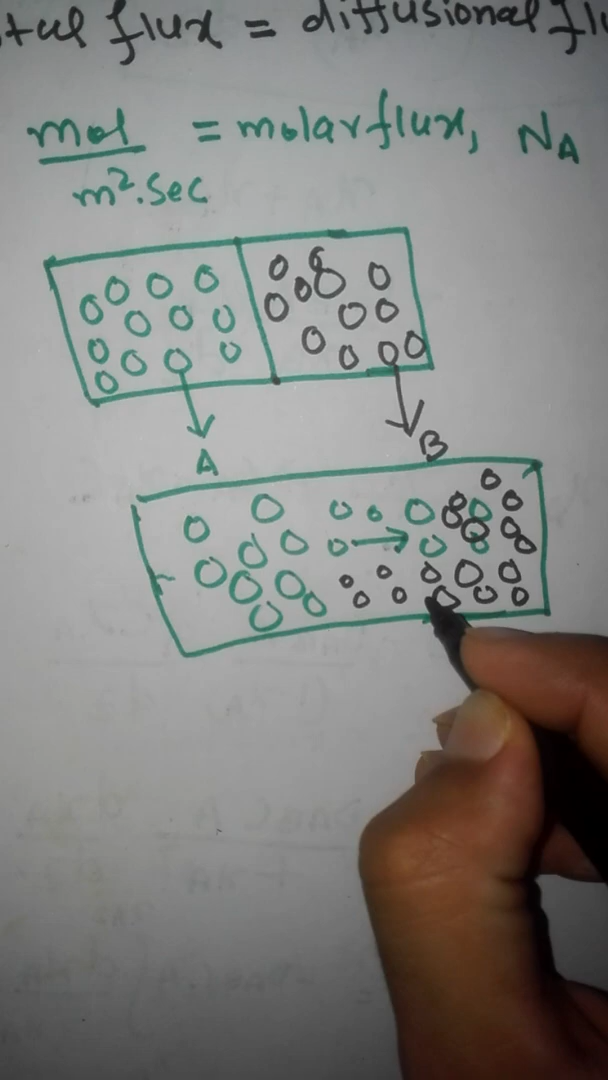 flux = diffusional
mol
m².sec = molar flux, NA
A
B